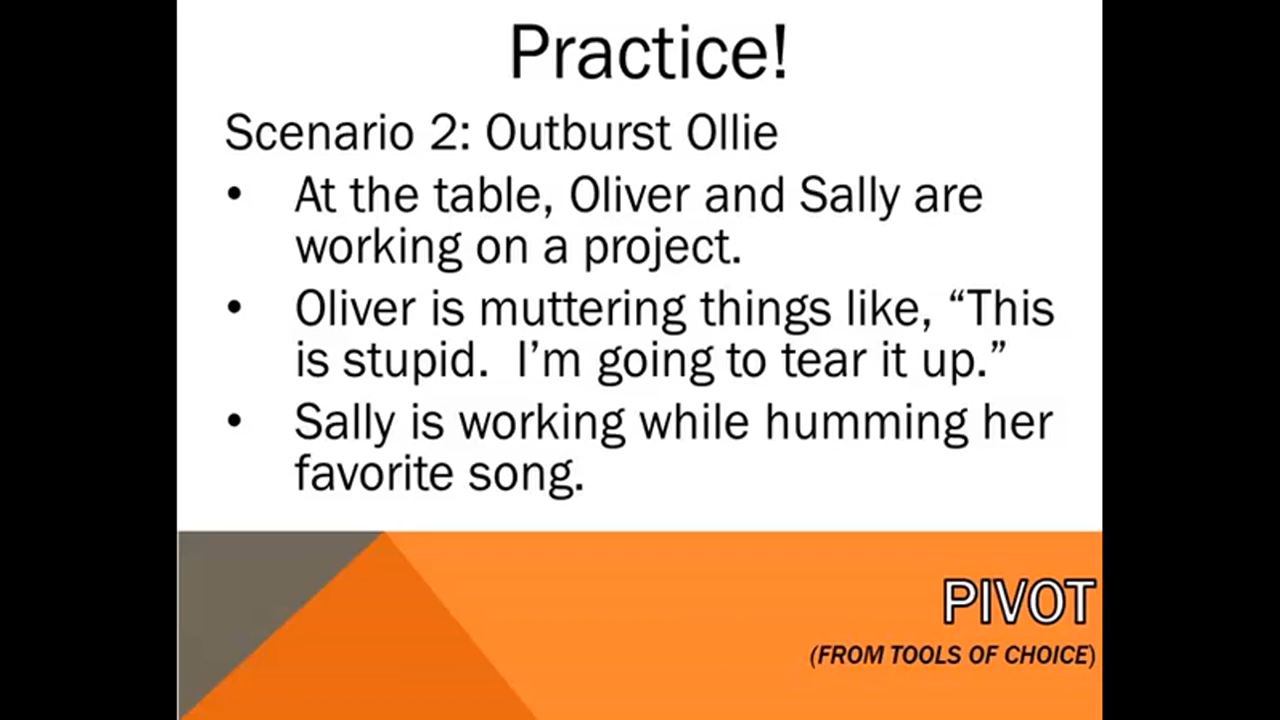 Practice!
Scenario 2: Outburst Ollie
• At the table, Oliver and Sally are
working on a project.
• Oliver is muttering things like, “This
is stupid.  I’m going to tear it up.”
• Sally is working while humming her
favorite song.
PIVOT
(FROM TOOLS OF CHOICE)